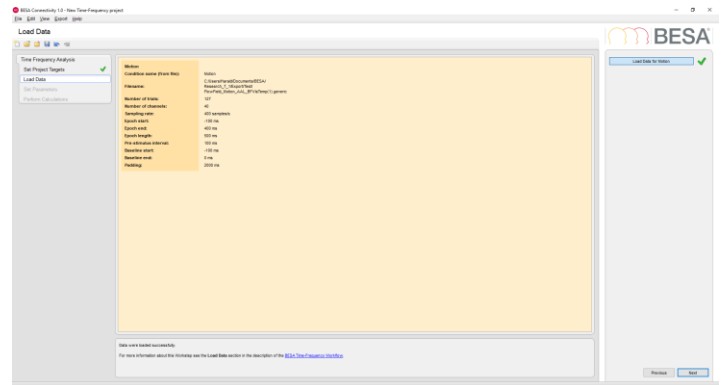 BESA Connectivity 1.0 - New Time-Frequency project
File Edit View Export Help
Load Data
BESA
Time Frequency Analysis
Set Project Targets
Load Data
Set Parameters
Perform Calculations
Motion
Condition name (from file): Motion
Filename: C:/Users/Harald/Documents/BESA/
Number of trials: 107
Number of channels: 40
Sampling rate:
Epoch start: -100 ms
Epoch end: 400 ms
Epoch length: 500 ms
Pre-stimulus interval: 100 ms
Baseline start: -100 ms
Baseline end: 0 ms
Padding: 2000 ms
Load Data for Motion
Data were loaded successfully.
For more information about this Workstep see the Load Data section in the description of the BESA Time-Frequency Workflow
Previous Next